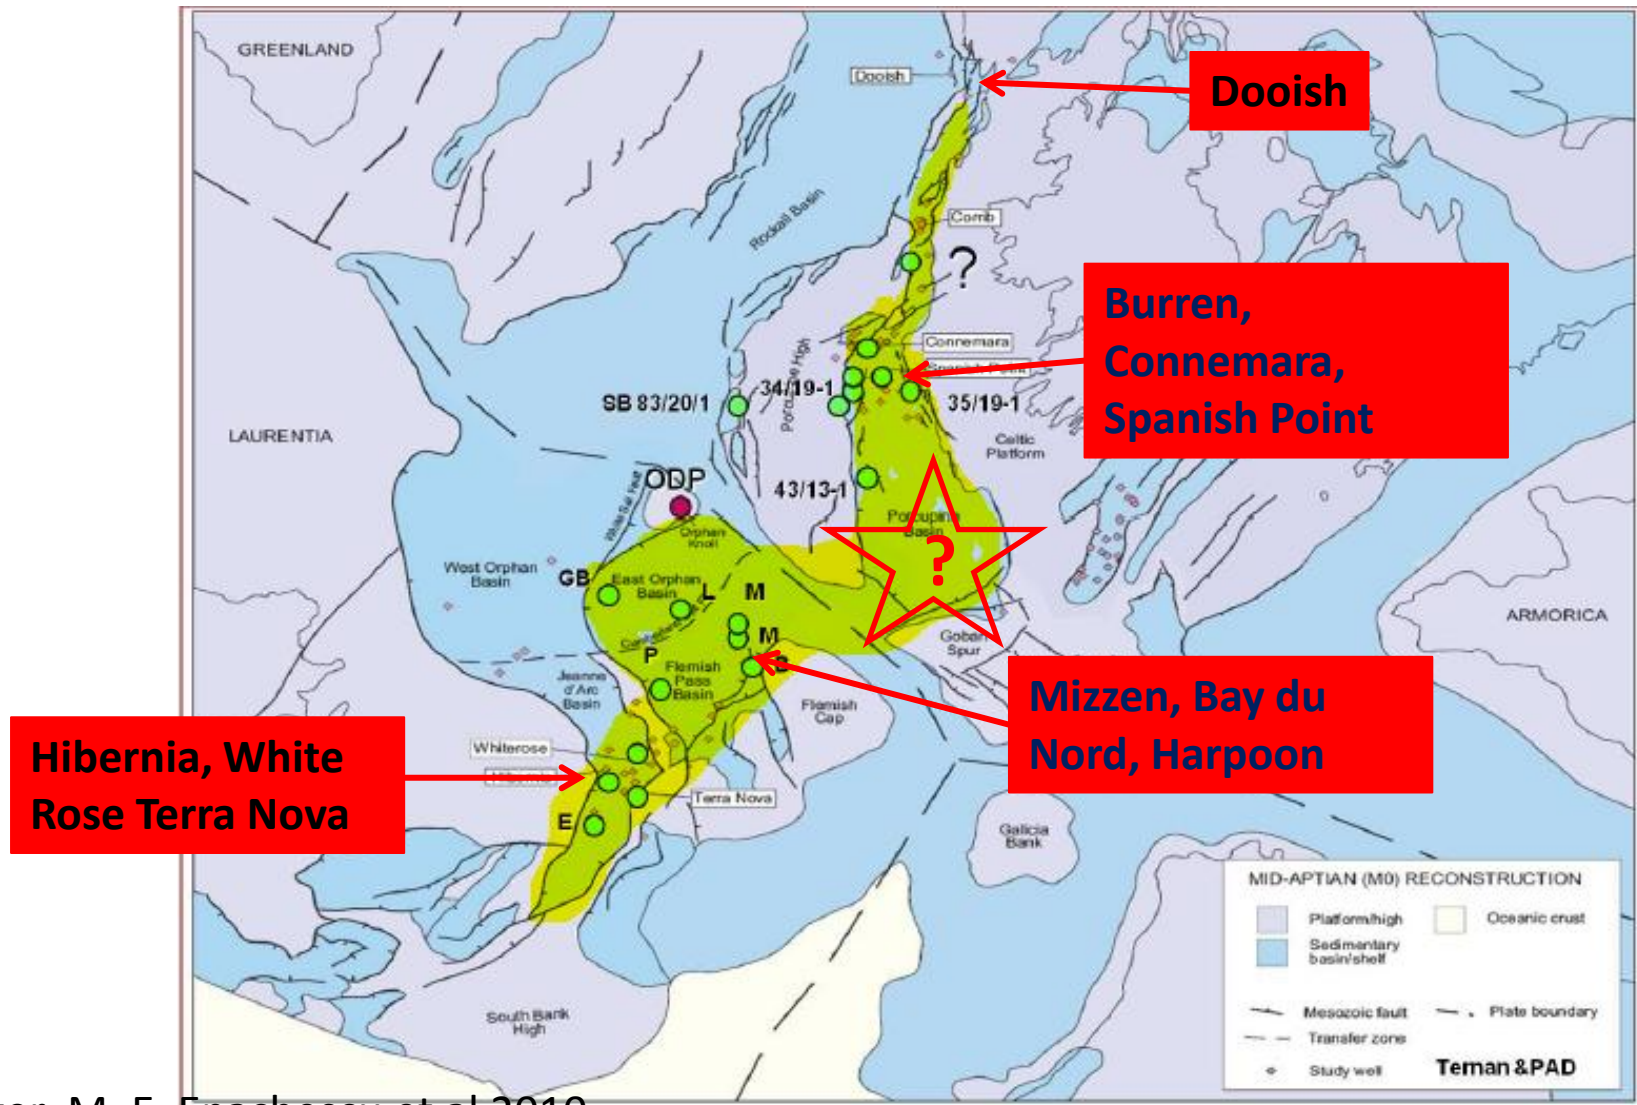 GREENLAND
Dooish
Dooish
Rockall Basin
Corrib
?
Burren,
Connemara,
Spanish Point
Connemara
34/19-1
SB 83/20/1
35/19-1
LAURENTIA
Celtic
Platform
ODP
43/13-1
Porcupine
Basin
?
Orphan
Knoll
West Orphan
Basin
GB
East Orphan
Basin
L
M
M
ARMORICA
Goban
Spur
P
Flemish
Pass
Basin
B
Jeanne
d'Arc
Basin
Flemish
Cap
Mizzen, Bay du
Nord, Harpoon
Hibernia, White
Rose Terra Nova
Whiterose
Terra Nova
E
Galicia
Bank
South Bank
High
MID-APTIAN (M0) RECONSTRUCTION
Platform/high
Oceanic crust
Sedimentary
basin/shelf
Mesozoic fault
Plate boundary
Transfer zone
Study well
Ternan & PAD